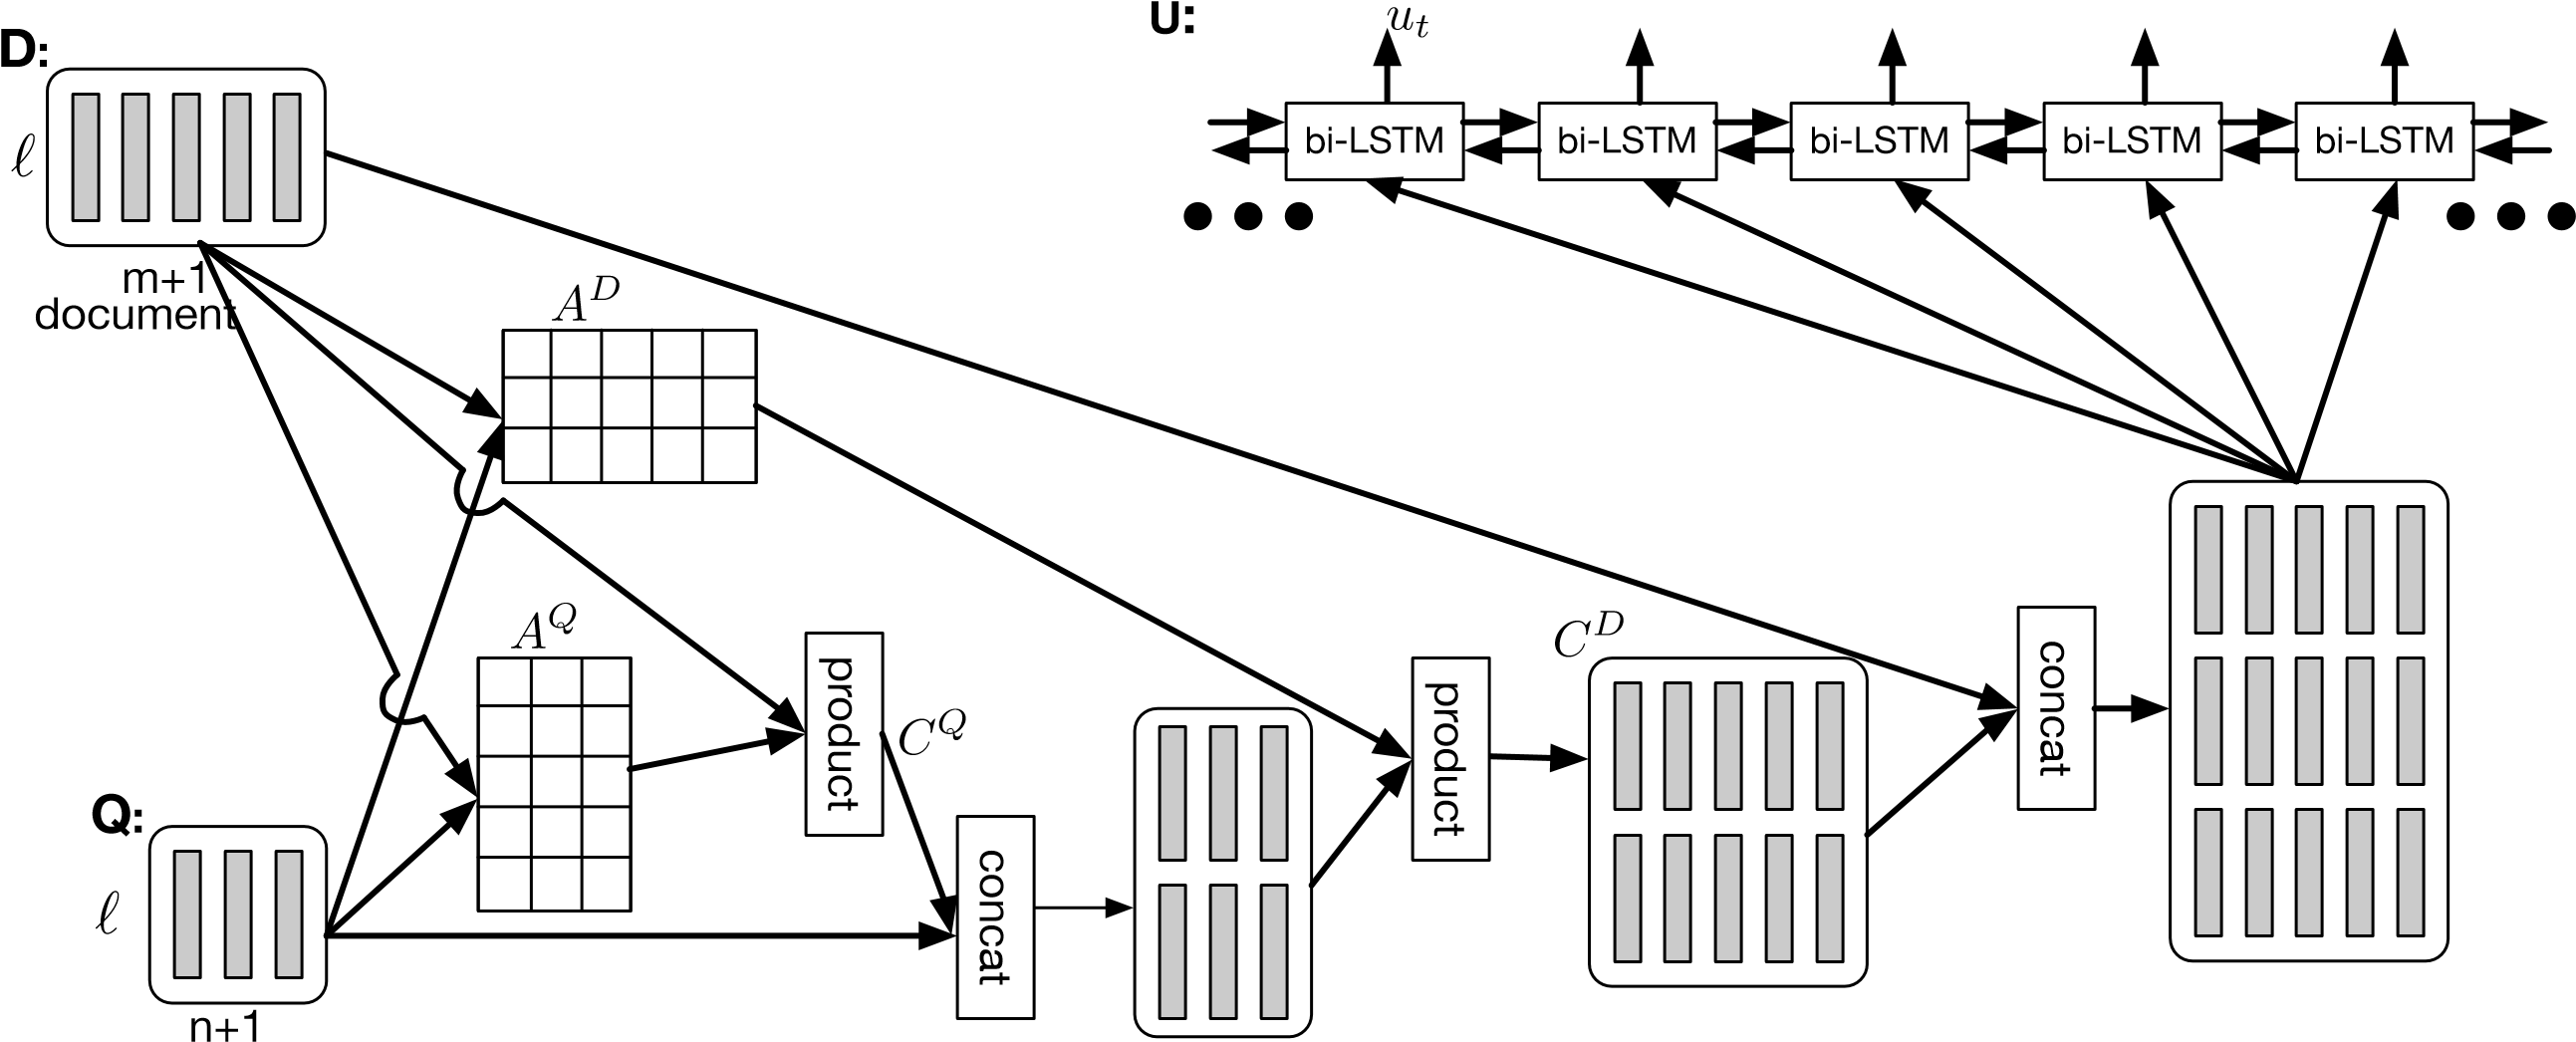 D:
U:
u_t
bi-LSTM
bi-LSTM
bi-LSTM
bi-LSTM
bi-LSTM
ℓ
m+1
document
A^D
A^Q
product
C^Q
C^D
product
concat
Q:
ℓ
concat
n+1